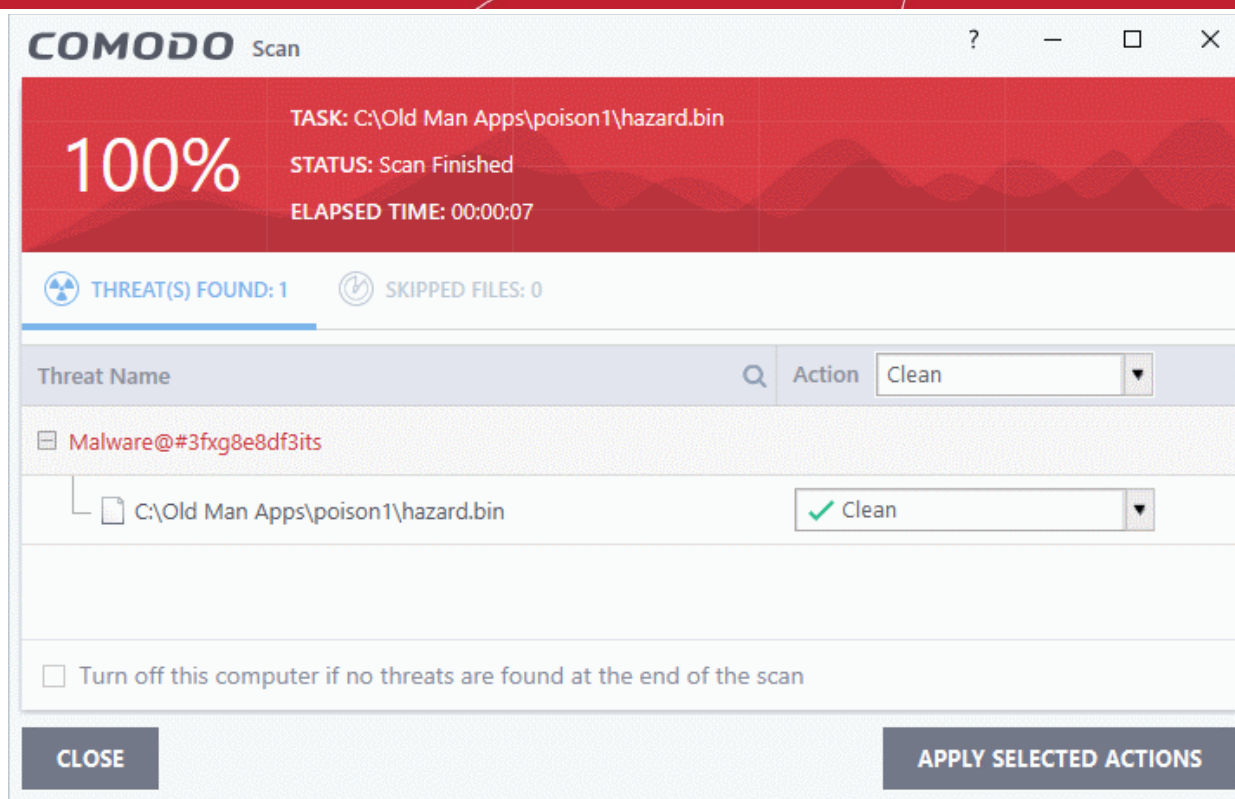 COMODO Scan
?
100%
TASK: C:\Old Man Apps\poison1\hazard.bin
STATUS: Scan Finished
ELAPSED TIME: 00:00:07
THREAT(S) FOUND: 1
SKIPPED FILES: 0
Threat Name
Action
Clean
Malware@#3fxg8e8df3its
C:\Old Man Apps\poison1\hazard.bin
Clean
Turn off this computer if no threats are found at the end of the scan
CLOSE
APPLY SELECTED ACTIONS